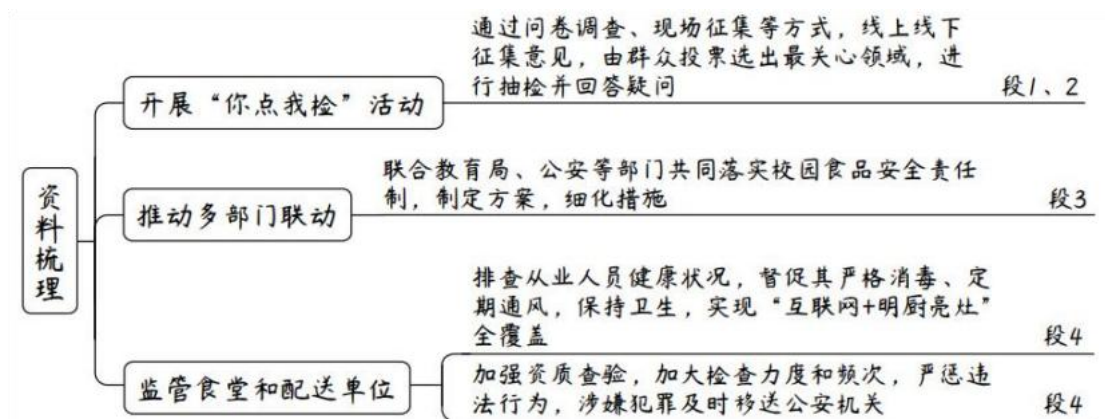 资料梳理
开展“你点我检”活动
通过问卷调查、现场征集等方式，线上线下
征集意见，由群众投票选出最关心领域，进
行抽检并回答疑问
段1、2
推动多部门联动
联合教育局、公安等部门共同落实校园食品安全责任
制，制定方案，细化措施
段3
监管食堂和配送单位
排查从业人员健康状况，督促其严格消毒、定
期通风，保持卫生，实现“互联网+明厨亮灶”
全覆盖
段4
加强资质查验，加大检查力度和频次，严惩违
法行为，涉嫌犯罪及时移送公安机关
段4